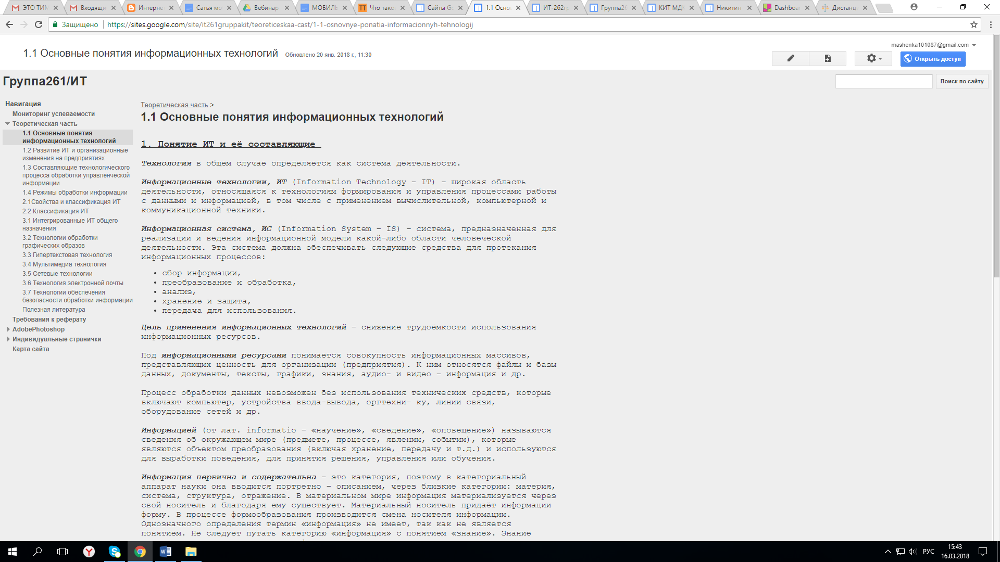 ЭТО ТИМ
Входящи
Интерне
Сатья мо
Вебинар
МОБИЛЬ
Что тако
Сайты Go
1.1 Осно
ИТ-262гр
Группа26
КИТ МДК
Никитин
Dashboa
Дистанц
Защищено
https://sites.google.com/site/it261gruppakit/teoreticeskaa-cast/1-1-osnovnye-ponatia-informacionnyh-tehnologij
mashenka101087@gmail.com
1.1 Основные понятия информационных технологий Обновлено 20 янв. 2018 г., 11:30
Открыть доступ
Группа261/ИТ
Поиск по сайту
Навигация
Мониторинг успеваемости
Теоретическая часть
1.1 Основные понятия
информационных технологий
1.2 Развитие ИТ и организационные
изменения на предприятиях
1.3 Составляющие технологического
процесса обработки управленческой
информации
1.4 Режимы обработки информации
2.1Свойства и классификация ИТ
2.2 Классификация ИТ
3.1 Интегрированные ИТ общего
назначения
3.2 Технологии обработки
графических образов
3.3 Гипертекстовая технология
3.4 Мультимедиа технология
3.5 Сетевые технологии
3.6 Технология электронной почты
3.7 Технологии обеспечения
безопасности обработки информации
Полезная литература
Требования к реферату
AdobePhotoshop
Индивидуальные странички
Карта сайта
Теоретическая часть >
1.1 Основные понятия информационных технологий
1. Понятие ИТ и её составляющие
Технология в общем случае определяется как система деятельности.
Информационные технологии, ИТ (Information Technology – IT) – широкая область
деятельности, относящаяся к технологиям формирования и управления процессами работы
с данными и информацией, в том числе с применением вычислительной, компьютерной и
коммуникационной техники.
Информационная система, ИС (Information System – IS) – система, предназначенная для
реализации и ведения информационной модели какой-либо области человеческой
деятельности. Эта система должна обеспечивать следующие средства для протекания
информационных процессов:
• сбор информации,
• преобразование и обработка,
• анализ,
• хранение и защита,
• передача для использования.
Цель применения информационных технологий – снижение трудоёмкости использования
информационных ресурсов.
Под информационными ресурсами понимается совокупность информационных массивов,
представляющих ценность для организации (предприятия). К ним относятся файлы и базы
данных, документы, тексты, графики, знания, аудио- и видео – информация и др.
Процесс обработки данных невозможен без использования технических средств, которые
включают компьютер, устройства ввода-вывода, оргтехни- ку, линии связи,
оборудование сетей и др.
Информацией (от лат. informatio – «научение», «сведение», «оповещение») называются
сведения об окружающем мире (предмете, процессе, явлении, событии), которые
являются объектом преобразования (включая хранение, передачу и т.д.) и используются
для выработки поведения, для принятия решения, управления или обучения.
Информация первична и содержательна – это категория, поэтому в категориальный
аппарат науки она вводится портретно – описанием, через близкие категории: материя,
система, структура, отражение. В материальном мире информация материализуется через
свой носитель и благодаря ему существует. Материальный носитель придаёт информации
форму. В процессе формообразования производится смена носителя информации.
Однозначного определения термин «информация» не имеет, так как не является
понятием. Не следует путать категорию «информация» с понятием «знание». Знание
РУС
15:43
16.03.2018